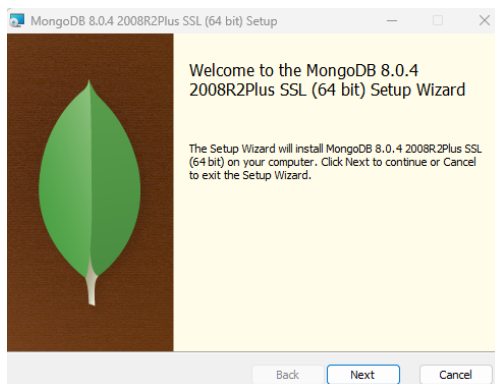 MongoDB 8.0.4 2008R2Plus SSL (64 bit) Setup
Welcome to the MongoDB 8.0.4
2008R2Plus SSL (64 bit) Setup Wizard
The Setup Wizard will install MongoDB 8.0.4 2008R2Plus SSL
(64 bit) on your computer. Click Next to continue or Cancel
to exit the Setup Wizard.
Back Next Cancel